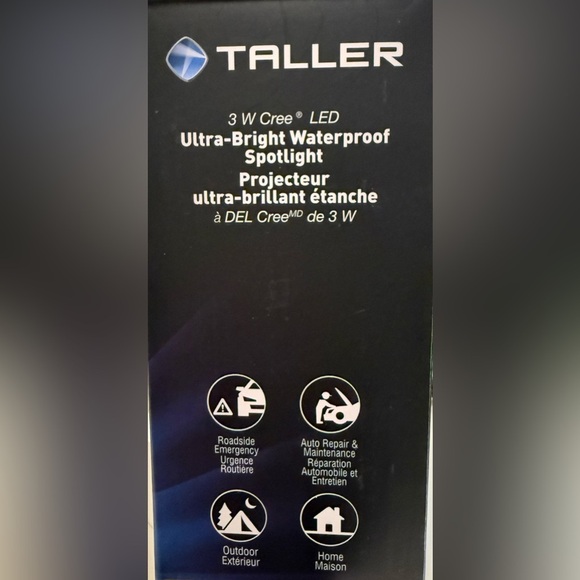 TALLER
3 W Cree® LED
Ultra-Bright Waterproof
Spotlight
Projecteur
ultra-brillant étanche
à DEL Creeᴹᴰ de 3 W
Roadside
Emergency
Urgence
Routière
Auto Repair &
Maintenance
Réparation
Automobile et
Entretien
Outdoor
Extérieur
Home
Maison